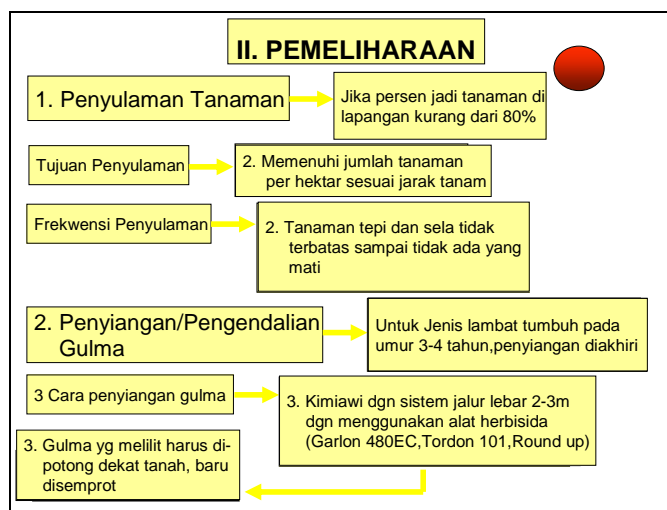 II. PEMELIHARAAN
1. Penyulaman Tanaman
Jika persen jadi tanaman di
lapangan kurang dari 80%
Tujuan Penyulaman
2. Memenuhi jumlah tanaman
per hektar sesuai jarak tanam
Frekwensi Penyulaman
2. Tanaman tepi dan sela tidak
terbatas sampai tidak ada yang
mati
2. Penyiangan/Pengendalian
Gulma
Untuk Jenis lambat tumbuh pada
umur 3-4 tahun,penyiangan diakhiri
3 Cara penyiangan gulma
3. Kimiawi dgn sistem jalur lebar 2-3m
dgn menggunakan alat herbisida
(Garlon 480EC,Tordon 101,Round up)
3. Gulma yg melilit harus di-
potong dekat tanah, baru
disemprot